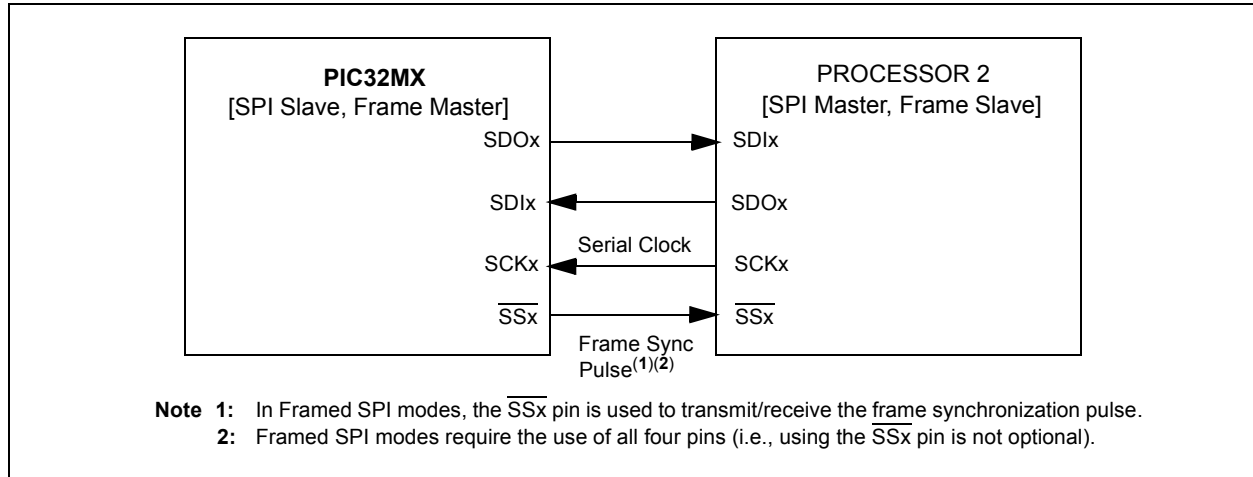 PIC32MX
[SPI Slave, Frame Master]
PROCESSOR 2
[SPI Master, Frame Slave]
SDOx
SDIx
SDIx
SDOx
Serial Clock
SCKx
SCKx
SSx
SSx
Frame Sync
Pulse(1)(2)
Note 1: In Framed SPI modes, the SSx pin is used to transmit/receive the frame synchronization pulse.
2: Framed SPI modes require the use of all four pins (i.e., using the SSx pin is not optional).